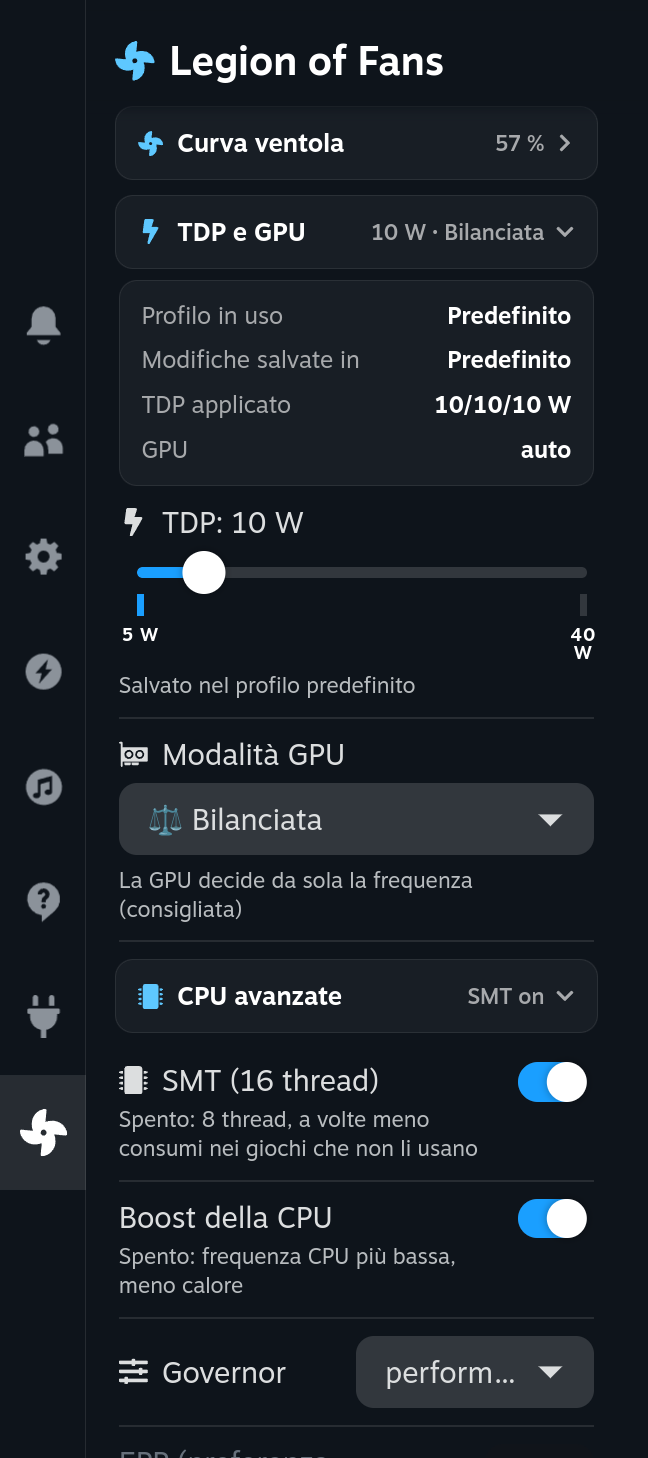 Legion of Fans
Curva ventola 57 %
TDP e GPU 10 W · Bilanciata
Profilo in uso Predefinito
Modifiche salvate in Predefinito
TDP applicato 10/10/10 W
GPU auto
TDP: 10 W
5 W 40
W
Salvato nel profilo predefinito
Modalità GPU
Bilanciata
La GPU decide da sola la frequenza
(consigliata)
CPU avanzate SMT on
SMT (16 thread)
Spento: 8 thread, a volte meno
consumi nei giochi che non li usano
Boost della CPU
Spento: frequenza CPU più bassa,
meno calore
Governor perform...
EPP (preferenza